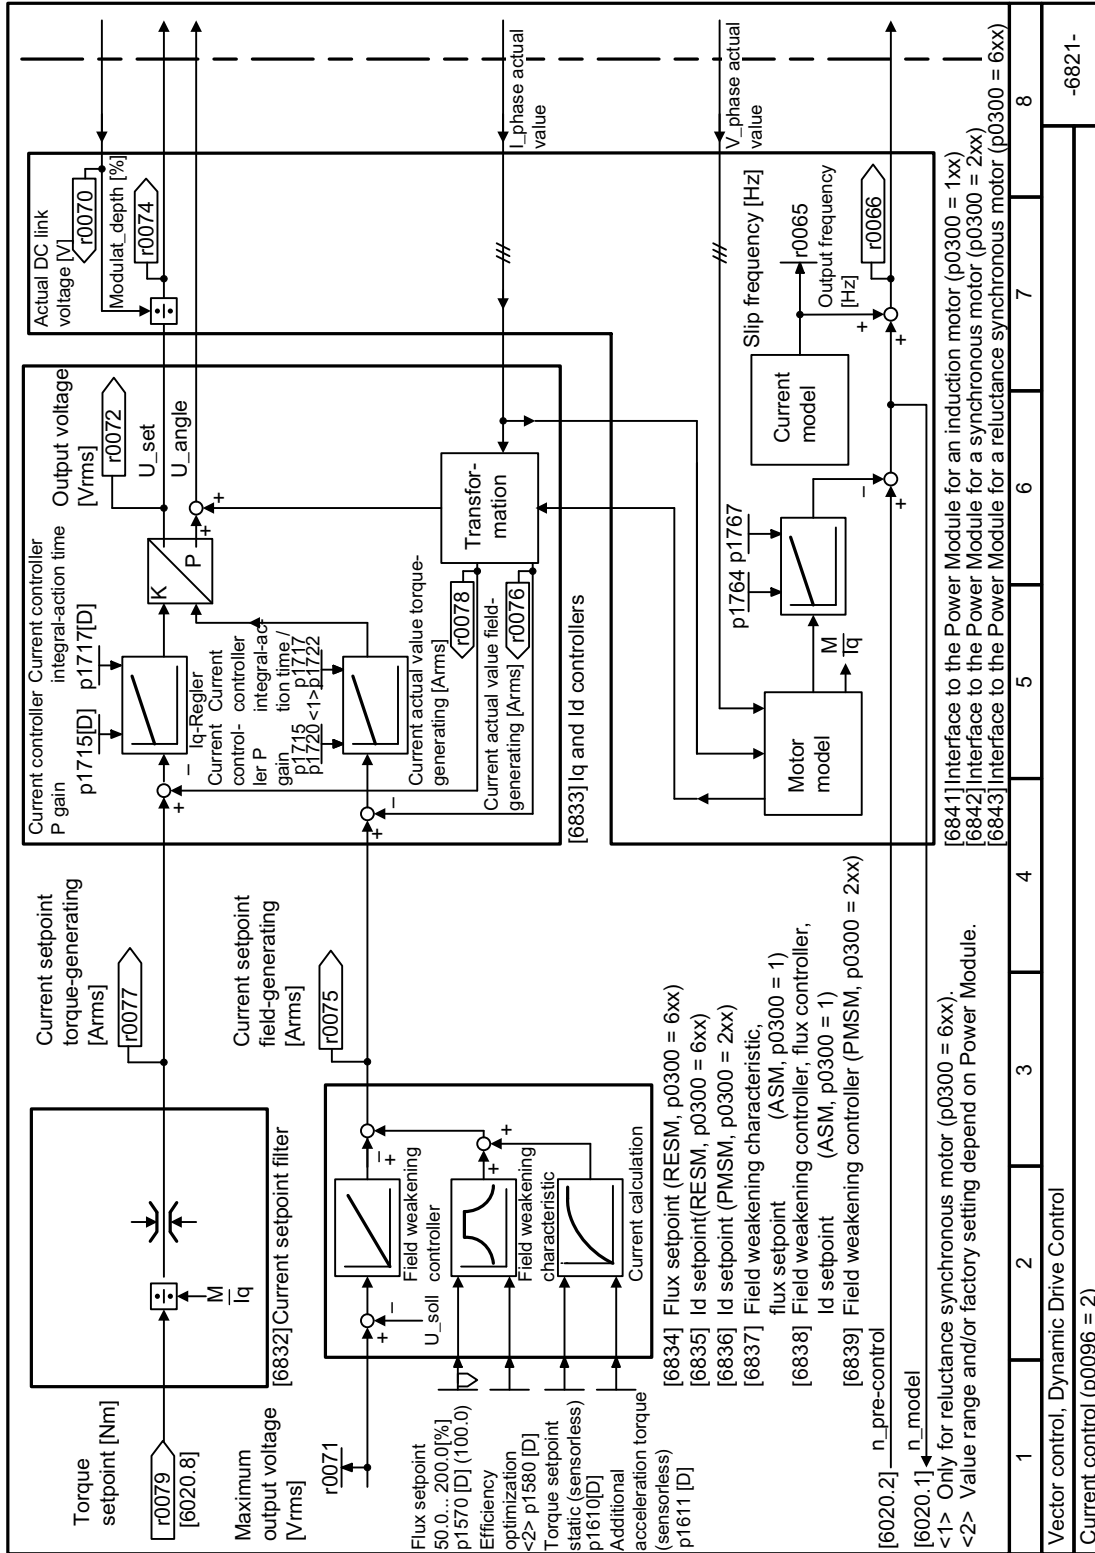 Torque
setpoint [Nm]
r0079
[6020.8]
M
Iq
[6832] Current setpoint filter
Current setpoint
torque-generating
[Arms]
r0077
Current controller
P gain
p1715[D]
Current controller
integral-action time
p1717[D]
–
+
Iq-Regler
Output voltage
[Vrms]
r0072
U_set
U_angle
K
P
+
+
Actual DC link
voltage [V]
r0070
Modulat_depth [%]
r0074
Current
control-
ler P
gain
p1715
p1720 <1>
Current
controller
integral-ac-
tion time /
p1717
p1722
Maximum
output voltage
[Vrms]
r0071
+
–
U_soll
Field weakening
controller
–
+
Current setpoint
field-generating
[Arms]
r0075
+
–
Current actual value torque-
generating [Arms]
r0078
Current actual value field-
generating [Arms]
r0076
Transfor-
mation
I_phase actual
value
Flux setpoint
50.0... 200.0[%]
p1570 [D] (100.0)
Efficiency
optimization
<2> p1580 [D]
Torque setpoint
static (sensorless)
p1610[D]
Additional
acceleration torque
(sensorless)
p1611 [D]
Field weakening
characteristic
+
+
Current calculation
[6833] Iq and Id controllers
V_phase actual
value
[6834] Flux setpoint (RESM, p0300 = 6xx)
[6835] Id setpoint(RESM, p0300 = 6xx)
[6836] Id setpoint (PMSM, p0300 = 2xx)
[6837] Field weakening characteristic,
flux setpoint (ASM, p0300 = 1)
[6838] Field weakening controller, flux controller,
Id setpoint (ASM, p0300 = 1)
[6839] Field weakening controller (PMSM, p0300 = 2xx)
Motor
model
M
Iq
p1764 p1767
Current
model
Slip frequency [Hz]
r0065
Output frequency
[Hz]
r0066
–
+
+
+
[6020.2] n_pre-control
[6020.1] n_model
<1> Only for reluctance synchronous motor (p0300 = 6xx).
<2> Value range and/or factory setting depend on Power Module.
[6841] Interface to the Power Module for an induction motor (p0300 = 1xx)
[6842] Interface to the Power Module for a synchronous motor (p0300 = 2xx)
[6843] Interface to the Power Module for a reluctance synchronous motor (p0300 = 6xx)
1 2 3 4 5 6 7 8
Vector control, Dynamic Drive Control
-6821-
Current control (p0096 = 2)